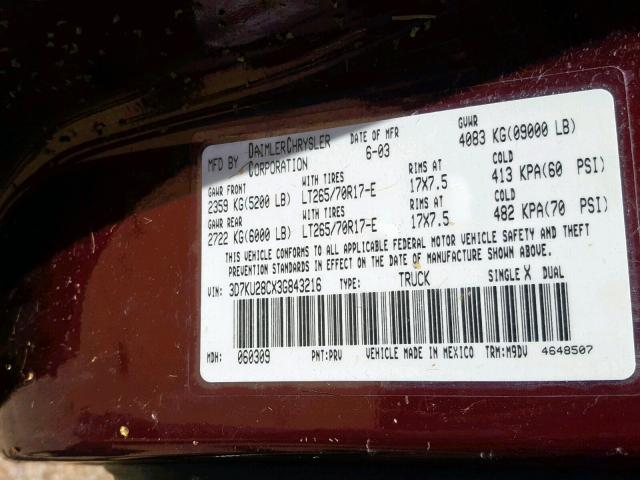 MFD BY DAIMLERCHRYSLER CORPORATION DATE OF MFR 6-03 GVWR 4083 KG(09000 LB)
GAWR FRONT WITH TIRES RIMS AT COLD
2359 KG(5200 LB) LT265/70R17-E 17X7.5 413 KPA(60 PSI)
GAWR REAR WITH TIRES RIMS AT COLD
2722 KG(6000 LB) LT265/70R17-E 17X7.5 482 KPA(70 PSI)
THIS VEHICLE CONFORMS TO ALL APPLICABLE FEDERAL MOTOR VEHICLE SAFETY AND THEFT
PREVENTION STANDARDS IN EFFECT ON THE DATE OF MANUFACTURE SHOWN ABOVE.
VIN: 3D7KU28CX3G843216 TYPE: TRUCK SINGLE X DUAL
MDH: 060309 PNT:PRV VEHICLE MADE IN MEXICO TRM:M9DV 4648507